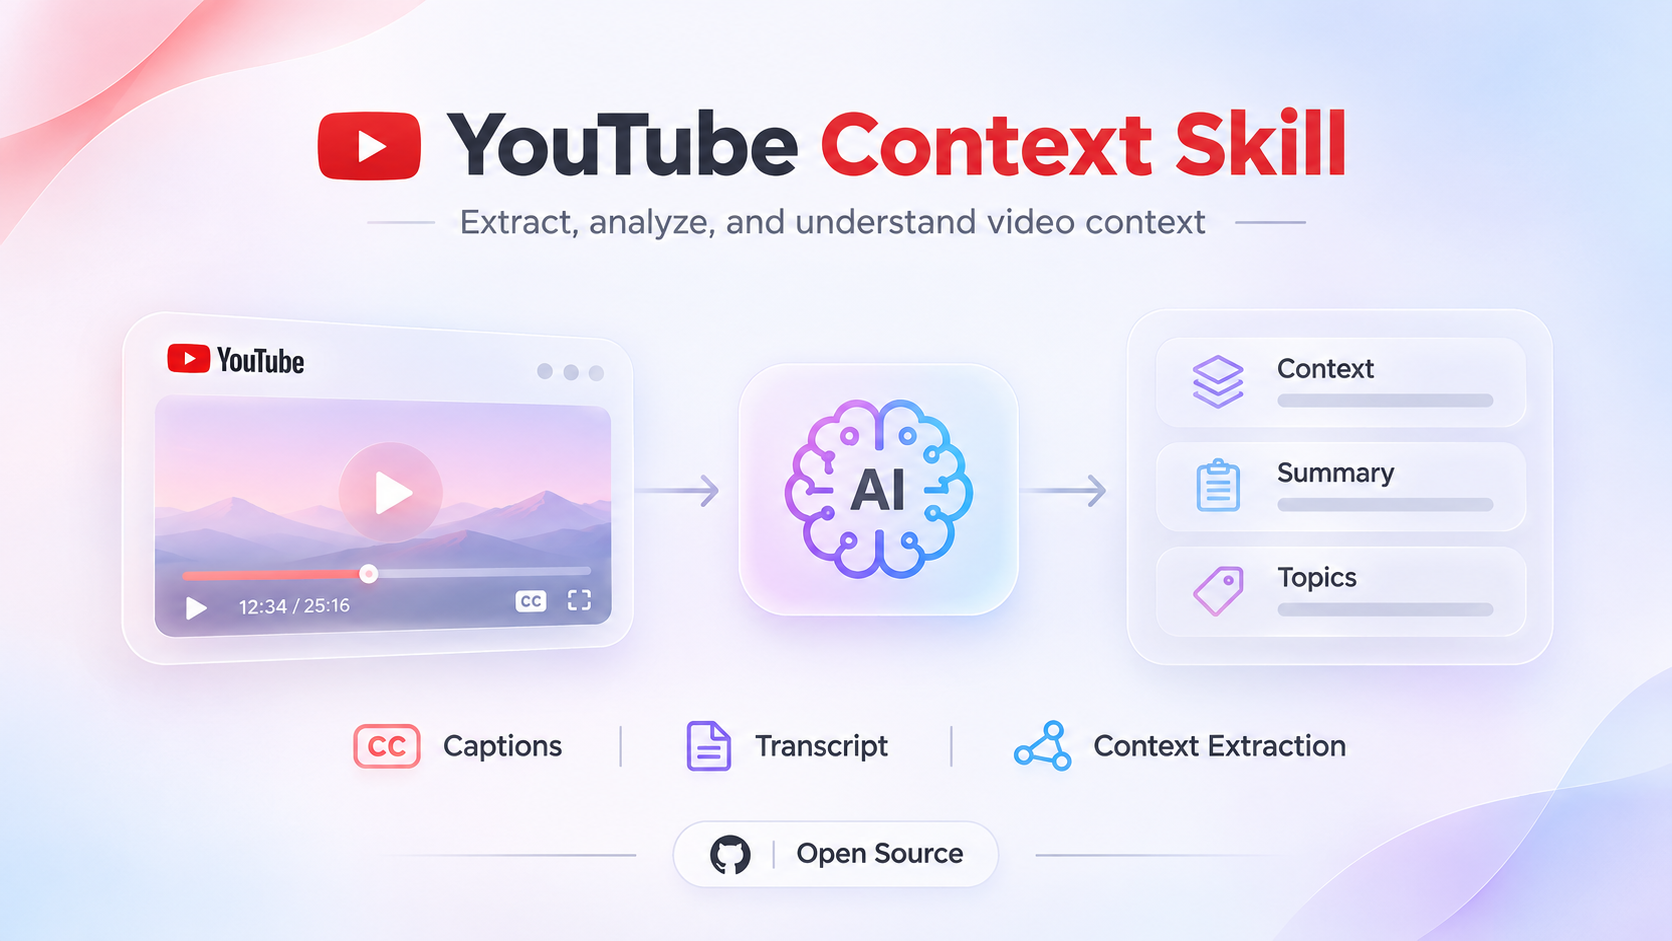 YouTube Context Skill
Extract, analyze, and understand video context
YouTube
12:34 / 25:16
CC
AI
Context
Summary
Topics
CC Captions
Transcript
Context Extraction
Open Source